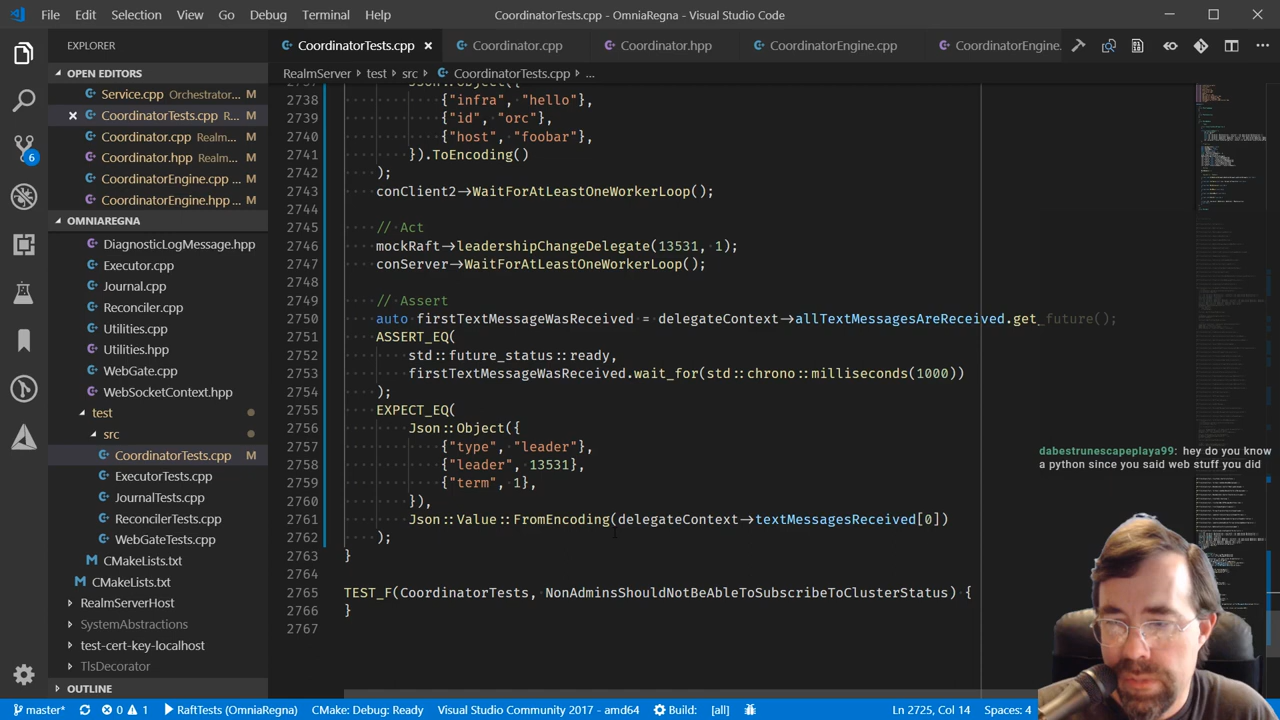 File Edit Selection View Go Debug Terminal Help
CoordinatorTests.cpp - OmniaRegna - Visual Studio Code
EXPLORER
CoordinatorTests.cpp
Coordinator.cpp
Coordinator.hpp
CoordinatorEngine.cpp
CoordinatorEngine.
OPEN EDITORS
Service.cpp Orchestrator... M
CoordinatorTests.cpp R... M
Coordinator.cpp Realm... M
Coordinator.hpp Realm... M
CoordinatorEngine.cpp M
CoordinatorEngine.hpp M
OMNIAREGNA
DiagnosticLogMessage.hpp
Executor.cpp
Journal.cpp
Reconciler.cpp
Utilities.cpp
Utilities.hpp
WebGate.cpp
WebSocketContext.hpp
test
src
CoordinatorTests.cpp M
ExecutorTests.cpp
JournalTests.cpp
ReconcilerTests.cpp
WebGateTests.cpp
CMakeLists.txt
CMakeLists.txt
RealmServerHost
SystemAbstractions
test-cert-key-localhost
TlsDecorator
OUTLINE
6
RealmServer › test › src › CoordinatorTests.cpp › ...
2737 Json::Object({
2738 {"infra", "hello"},
2739 {"id", "orc"},
2740 {"host", "foobar"},
2741 }).ToEncoding()
2742 );
2743 conClient2->WaitForAtLeastOneWorkerLoop();
2744
2745 // Act
2746 mockRaft->leadershipChangeDelegate(13531, 1);
2747 conServer->WaitForAtLeastOneWorkerLoop();
2748
2749 // Assert
2750 auto firstTextMessageWasReceived = delegateContext->allTextMessagesAreReceived.get_future();
2751 ASSERT_EQ(
2752 std::future_status::ready,
2753 firstTextMessageWasReceived.wait_for(std::chrono::milliseconds(1000))
2754 );
2755 EXPECT_EQ(
2756 Json::Object({
2757 {"type", "leader"},
2758 {"leader", 13531},
2759 {"term", 1},
2760 }),
2761 Json::Value::FromEncoding(delegateContext->textMessagesReceived[0])
2762 );
2763 }
2764
2765 TEST_F(CoordinatorTests, NonAdminsShouldNotBeAbleToSubscribeToClusterStatus) {
2766 }
2767
dabestrunescapeplaya99: hey do you know
a python since you said web stuff you did
master* 0 1 RaftTests (OmniaRegna) CMake: Debug: Ready Visual Studio Community 2017 - amd64 Build: [all] Ln 2725, Col 14 Spaces: 4